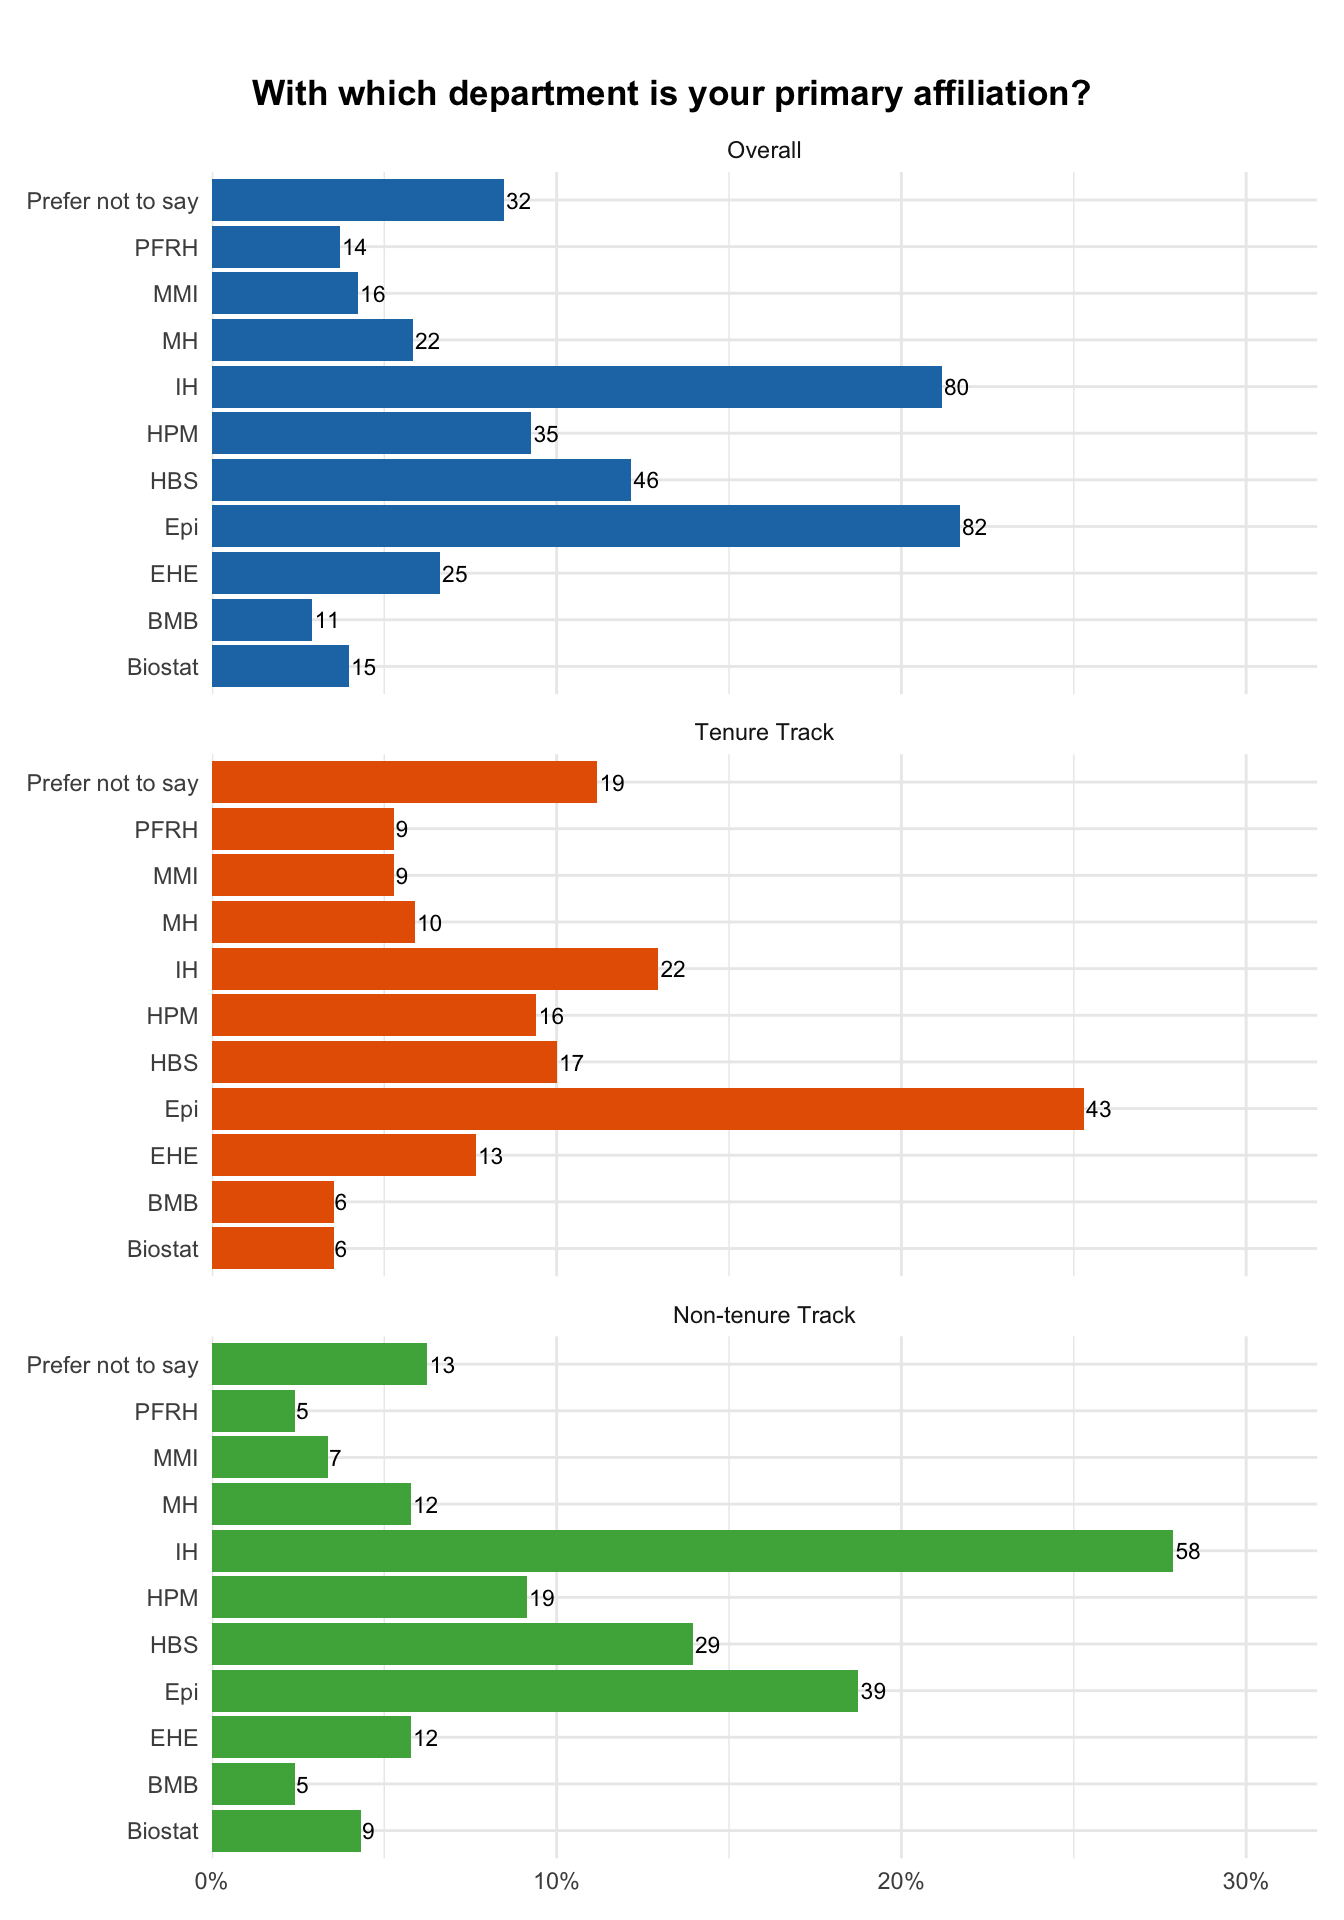 With which department is your primary affiliation?
Overall
Prefer not to say 32
PFRH 14
MMI 16
MH 22
IH 80
HPM 35
HBS 46
Epi 82
EHE 25
BMB 11
Biostat 15
Tenure Track
Prefer not to say 19
PFRH 9
MMI 9
MH 10
IH 22
HPM 16
HBS 17
Epi 43
EHE 13
BMB 6
Biostat 6
Non-tenure Track
Prefer not to say 13
PFRH 5
MMI 7
MH 12
IH 58
HPM 19
HBS 29
Epi 39
EHE 12
BMB 5
Biostat 9
0% 10% 20% 30%